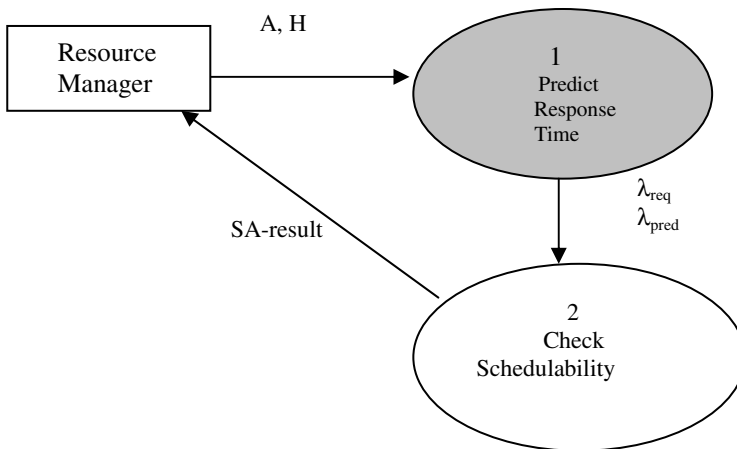 A, H
Resource
Manager
1
Predict
Response
Time
λreq
λpred
SA-result
2
Check
Schedulability